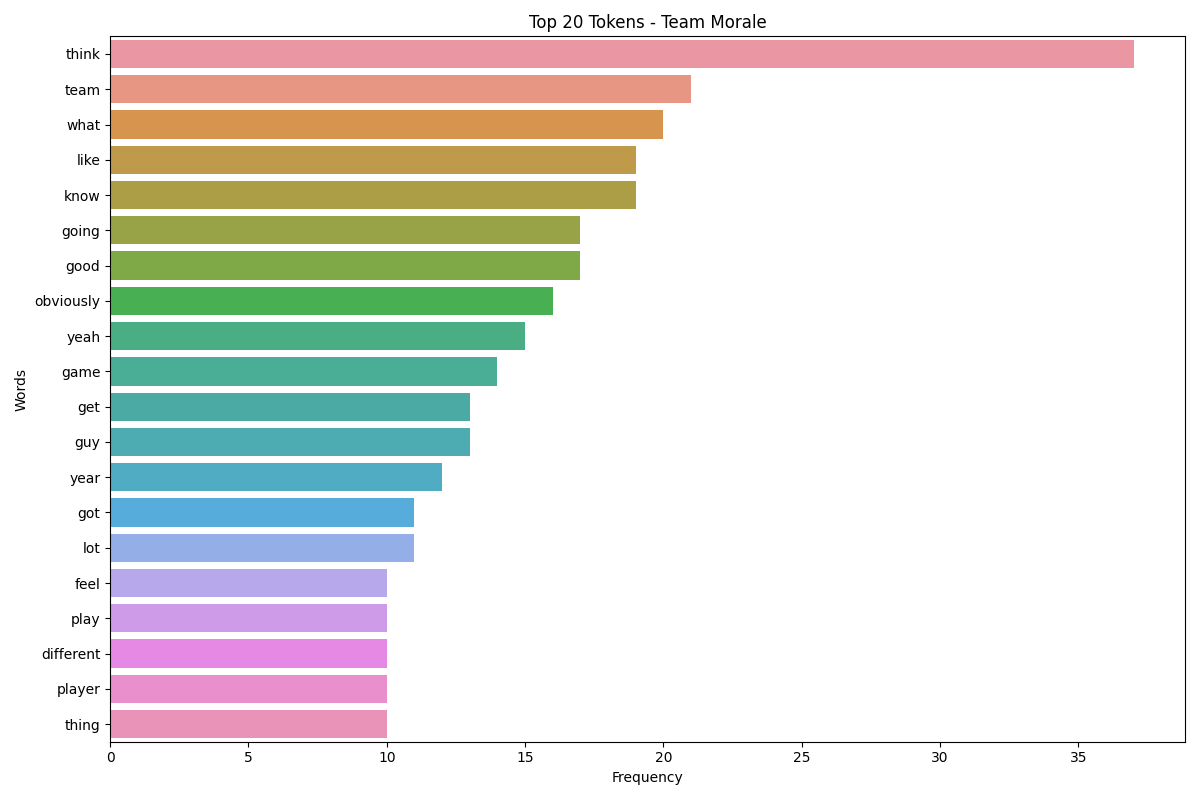 Top 20 Tokens - Team Morale
think
team
what
like
know
going
good
obviously
yeah
game
get
guy
year
got
lot
feel
play
different
player
thing
Words
0 5 10 15 20 25 30 35
Frequency